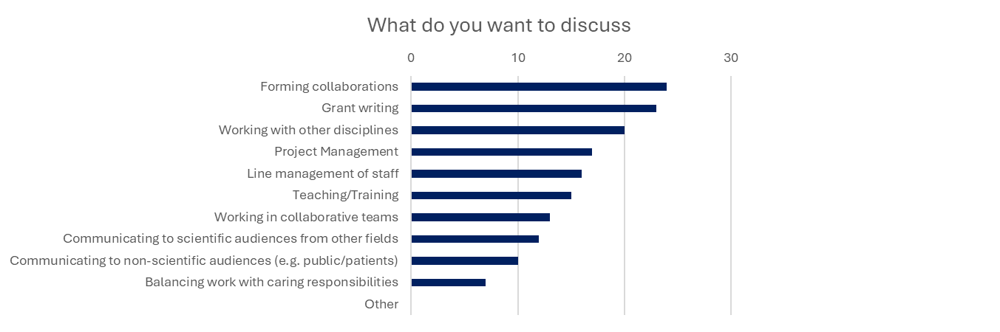 What do you want to discuss
0 10 20 30
Forming collaborations
Grant writing
Working with other disciplines
Project Management
Line management of staff
Teaching/Training
Working in collaborative teams
Communicating to scientific audiences from other fields
Communicating to non-scientific audiences (e.g. public/patients)
Balancing work with caring responsibilities
Other